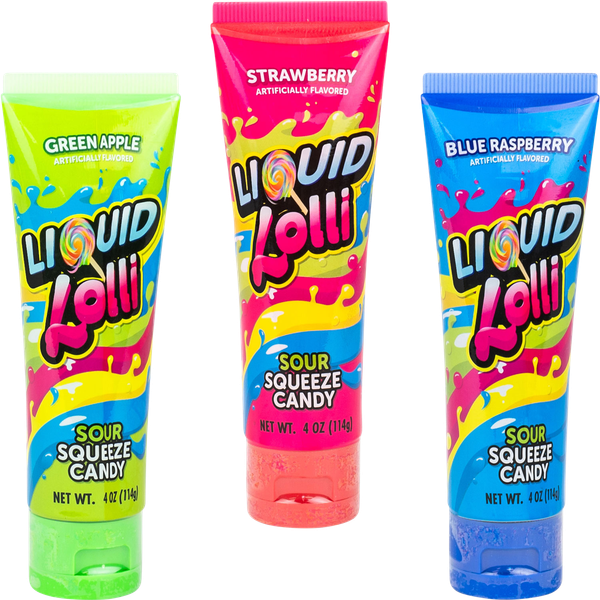 GREEN APPLE
ARTIFICIALLY FLAVORED
LIQUID
Lolli
SOUR
SQUEEZE
CANDY
NET WT. 4 OZ (114g)
STRAWBERRY
ARTIFICIALLY FLAVORED
LIQUID
Lolli
SOUR
SQUEEZE
CANDY
NET WT. 4 OZ (114g)
BLUE RASPBERRY
ARTIFICIALLY FLAVORED
LIQUID
Lolli
SOUR
SQUEEZE
CANDY
NET WT. 4 OZ (114g)